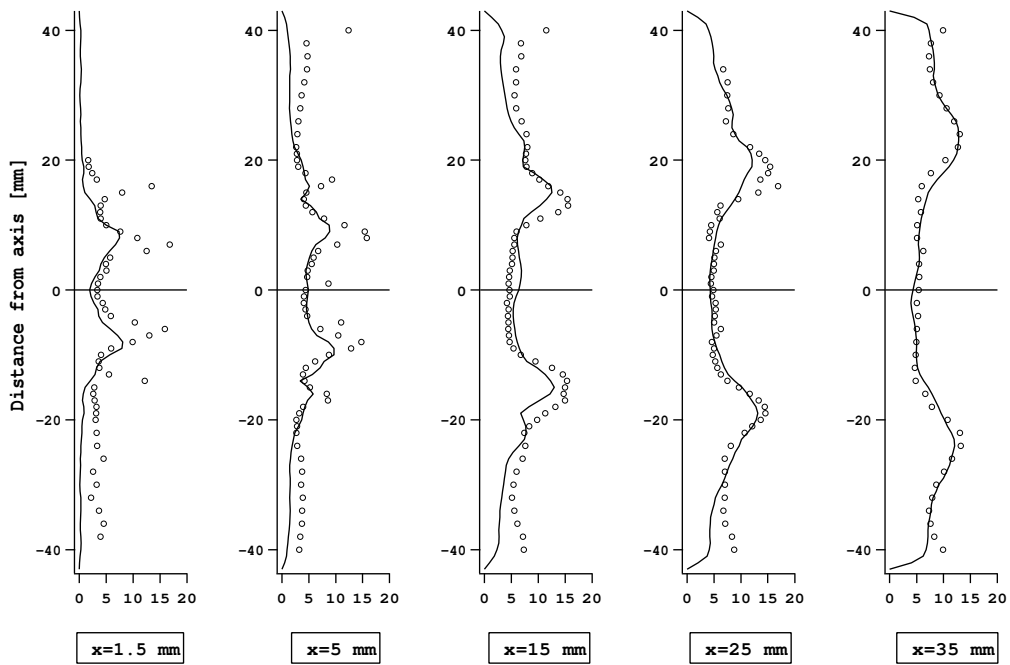 40 40 40 40 40
20 20 20 20 20
Distance from axis [mm]
0 0 0 0 0
-20 -20 -20 -20 -20
-40 -40 -40 -40 -40
0 5 10 15 20 0 5 10 15 20 0 5 10 15 20 0 5 10 15 20 0 5 10 15 20
x=1.5 mm x=5 mm x=15 mm x=25 mm x=35 mm